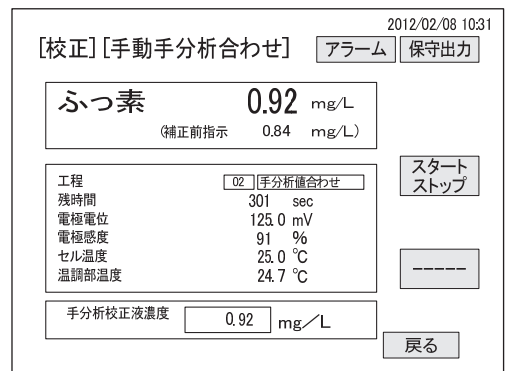 2012/02/08 10:31
[校正][手動手分析合わせ] アラーム 保守出力
ふっ素 0.92 mg/L
(補正前指示 0.84 mg/L)
スタート
ストップ
工程 02 手分析値合わせ
残時間 301 sec
電極電位 125.0 mV
電極感度 91 %
セル温度 25.0 ℃
温調部温度 24.7 ℃
-----
手分析校正液濃度 0.92 mg／L
戻る